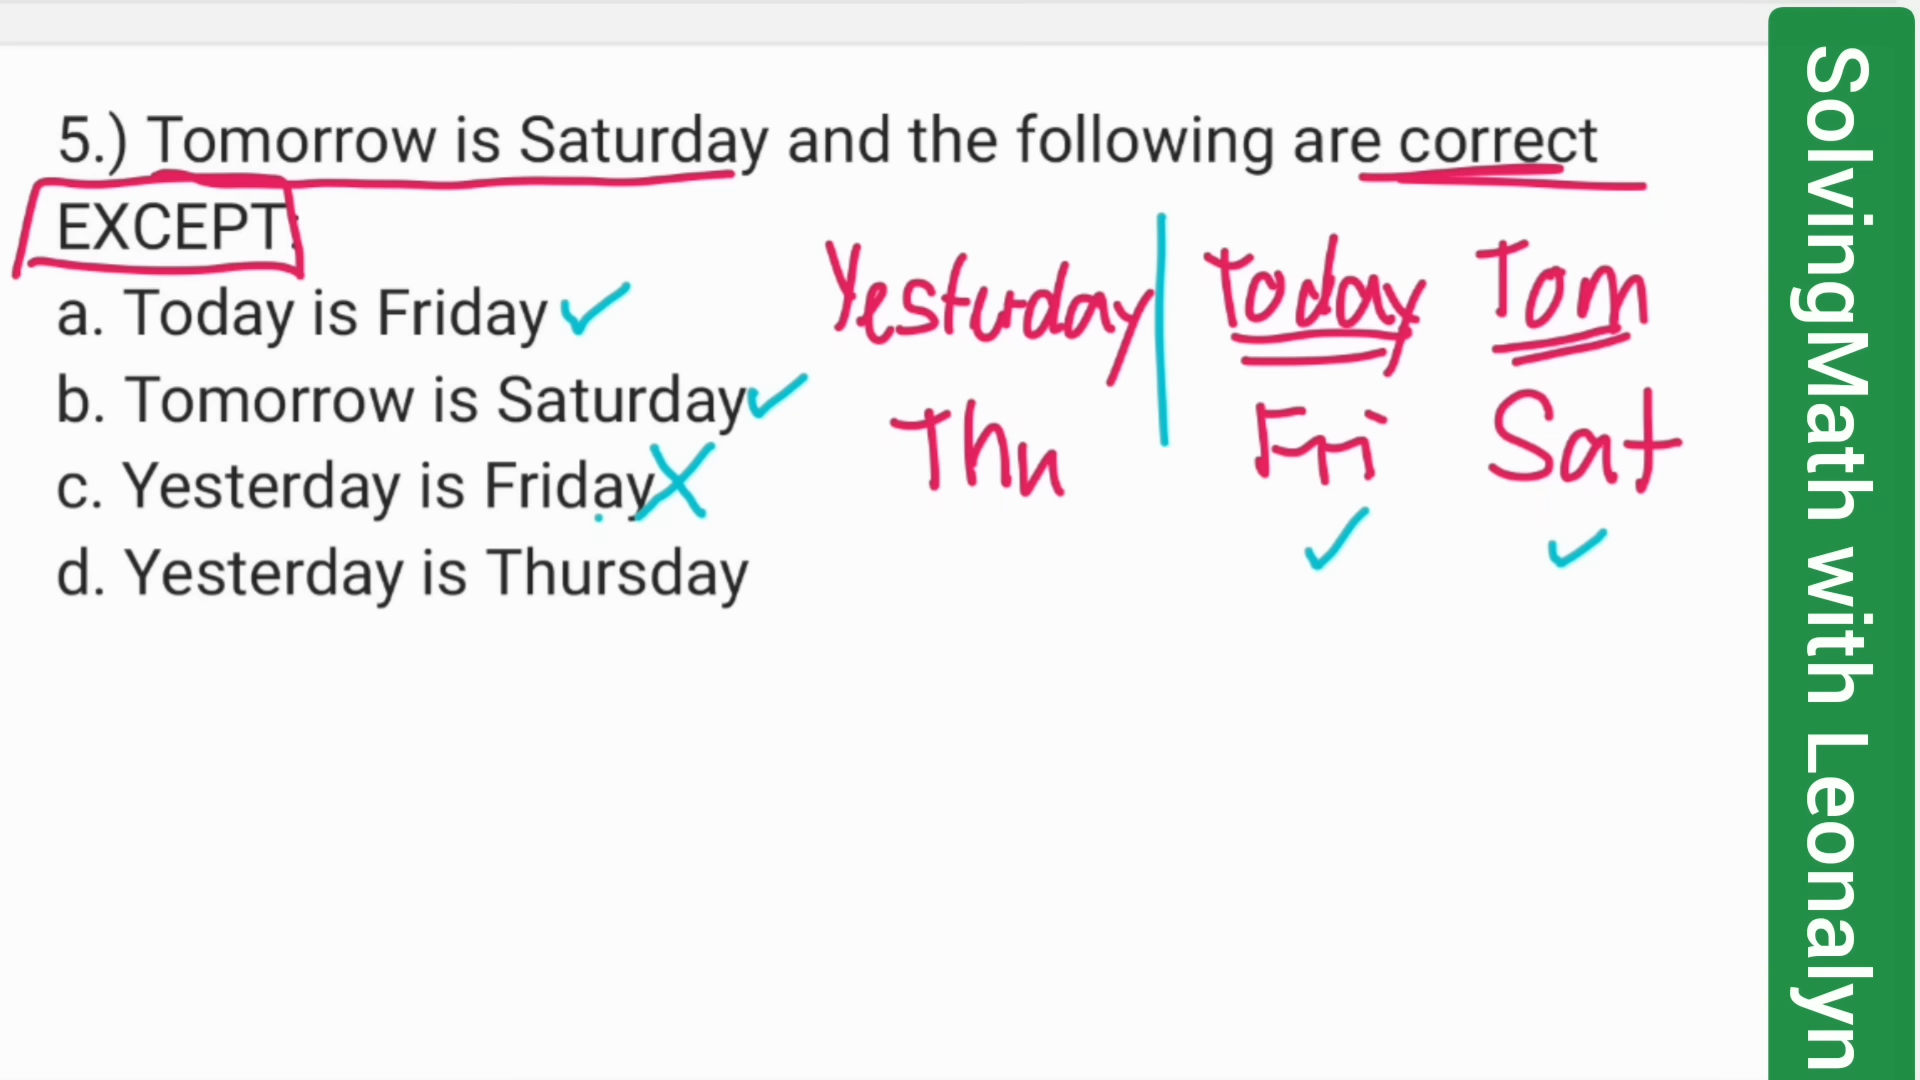 5.) Tomorrow is Saturday and the following are correct
EXCEPT:
a. Today is Friday
b. Tomorrow is Saturday
c. Yesterday is Friday
d. Yesterday is Thursday
Yesturday Today Tom
Thu Fri Sat
SolvingMath with Leonalyn